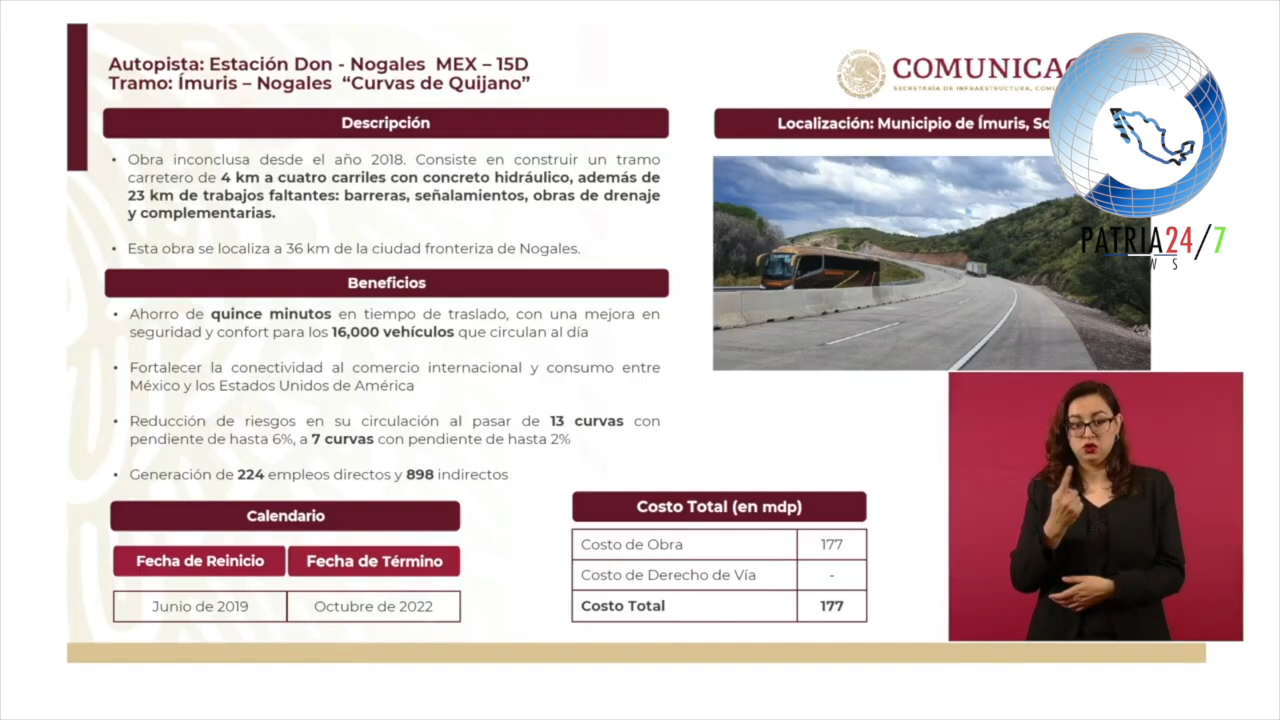 Autopista: Estación Don - Nogales MEX – 15D
Tramo: Ímuris – Nogales “Curvas de Quijano”
Descripción
• Obra inconclusa desde el año 2018. Consiste en construir un tramo
carretero de 4 km a cuatro carriles con concreto hidráulico, además de
23 km de trabajos faltantes: barreras, señalamientos, obras de drenaje
y complementarias.
• Esta obra se localiza a 36 km de la ciudad fronteriza de Nogales.
Beneficios
• Ahorro de quince minutos en tiempo de traslado, con una mejora en
seguridad y confort para los 16,000 vehículos que circulan al día
• Fortalecer la conectividad al comercio internacional y consumo entre
México y los Estados Unidos de América
• Reducción de riesgos en su circulación al pasar de 13 curvas con
pendiente de hasta 6%, a 7 curvas con pendiente de hasta 2%
• Generación de 224 empleos directos y 898 indirectos
Calendario
Fecha de Reinicio Fecha de Término
Junio de 2019 Octubre de 2022
Costo Total (en mdp)
Costo de Obra 177
Costo de Derecho de Vía -
Costo Total 177
SECRETARÍA DE INFRAESTRUCTURA,
Localización: Municipio de Ímuris,
PATRIA24/7